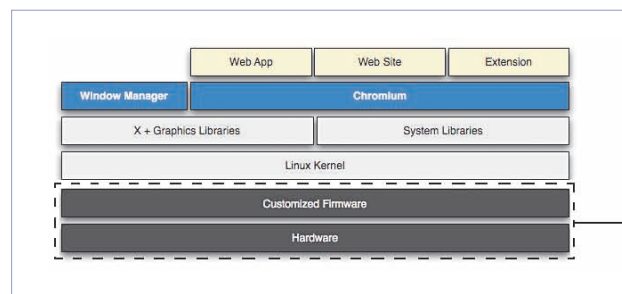 Web App Web Site Extension
Window Manager Chromium
X + Graphics Libraries System Libraries
Linux Kernel
Customized Firmware
Hardware